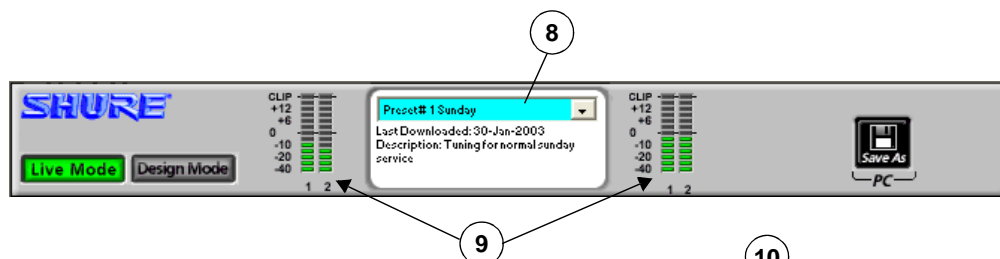 8
SHURE
CLIP
+12
+6
0
-10
-20
-40
1 2
Preset# 1 Sunday
Last Downloaded: 30-Jan-2003
Description: Tuning for normal sunday
service
CLIP
+12
+6
0
-10
-20
-40
1 2
Live Mode
Design Mode
Save As
PC
9
10